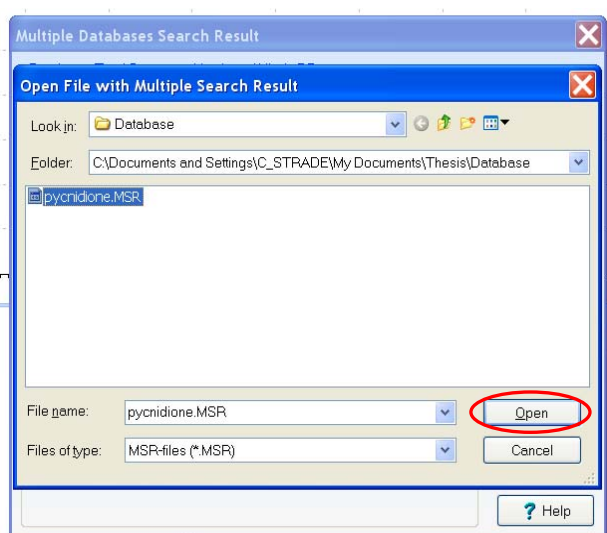 Multiple Databases Search Result
Open File with Multiple Search Result
Look in: Database
Folder: C:\Documents and Settings\C_STRADE\My Documents\Thesis\Database
pycnidione.MSR
File name: pycnidione.MSR Open
Files of type: MSR-files (*.MSR) Cancel
? Help